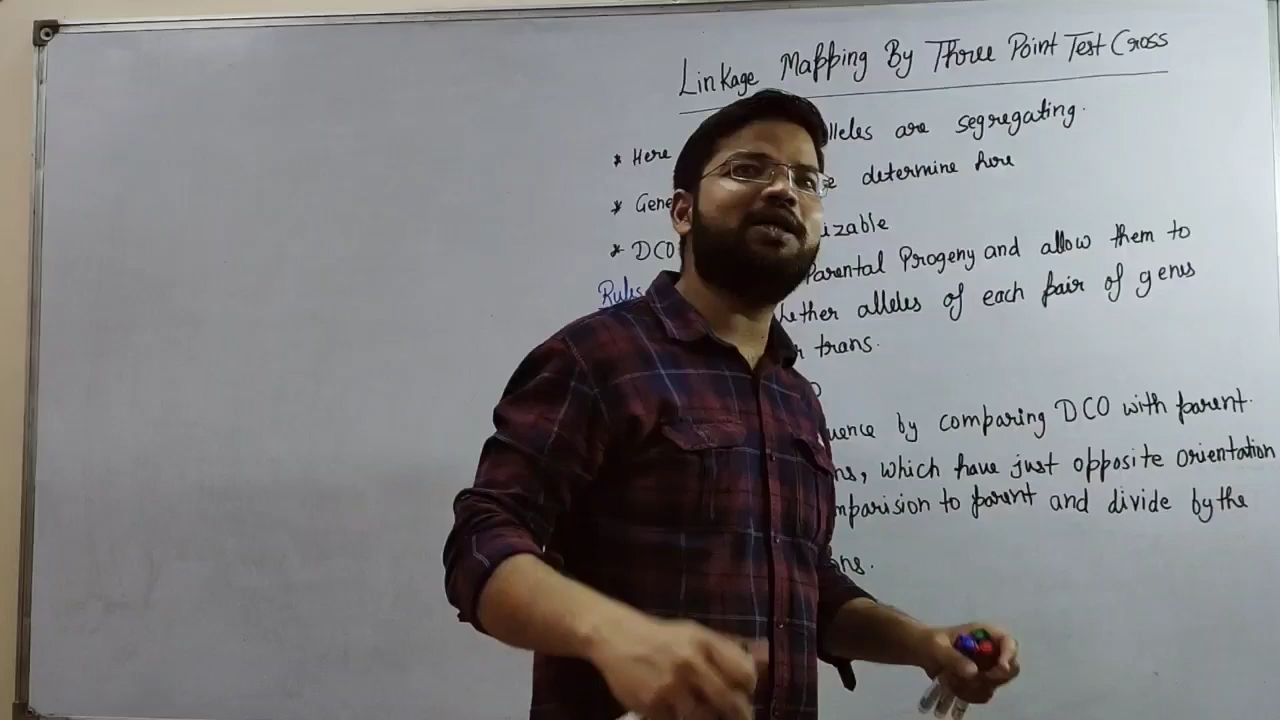 Linkage Mapping By Three Point Test Cross
* Here lleles are segregating.
* Gene determine here
* DCO izable
Rules Parental Progeny and allow them to
hether alleles of each pair of genes
r trans.
O
uence by comparing DCO with parent.
ns, which have just opposite orientation
mparision to parent and divide by the
ons.